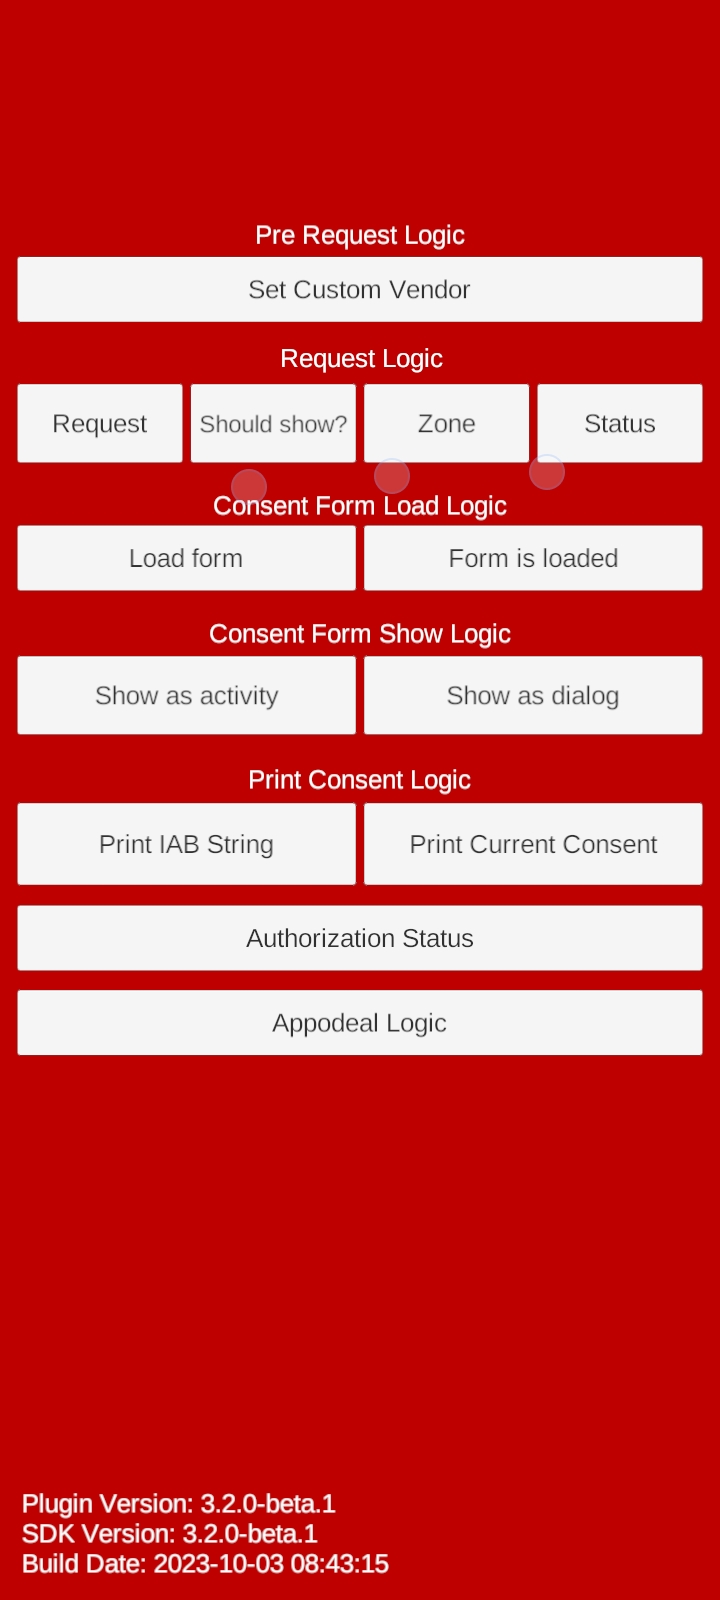 Pre Request Logic
Set Custom Vendor
Request Logic
Request
Should show?
Zone
Status
Consent Form Load Logic
Load form
Form is loaded
Consent Form Show Logic
Show as activity
Show as dialog
Print Consent Logic
Print IAB String
Print Current Consent
Authorization Status
Appodeal Logic
Plugin Version: 3.2.0-beta.1
SDK Version: 3.2.0-beta.1
Build Date: 2023-10-03 08:43:15